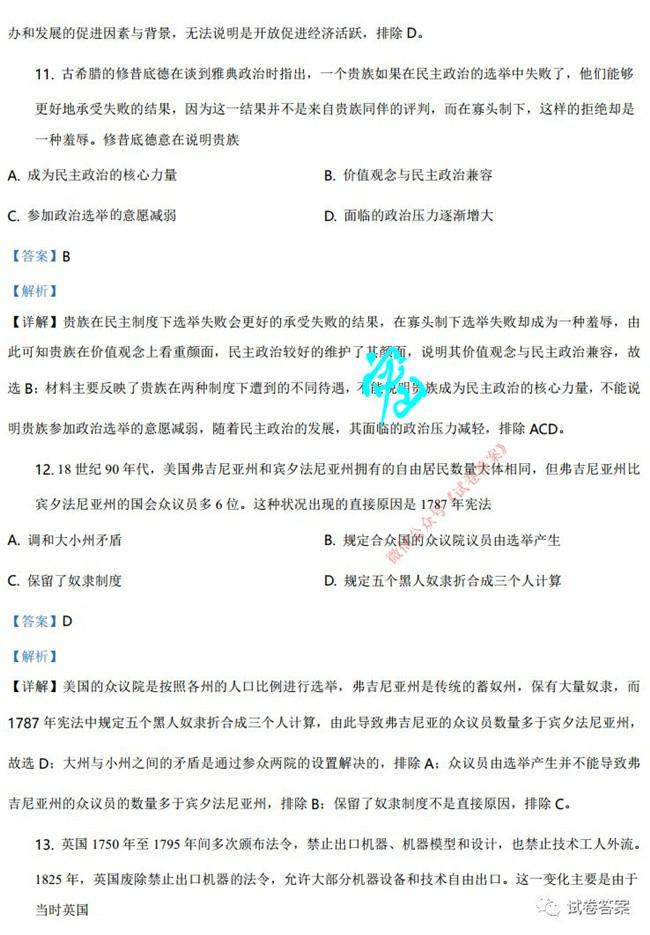 办和发展的促进因素与背景，无法说明是开放促进经济活跃，排除 D。
11. 古希腊的修昔底德在谈到雅典政治时指出，一个贵族如果在民主政治的选举中失败了，他们能够
更好地承受失败的结果，因为这一结果并不是来自贵族同伴的评判，而在寡头制下，这样的拒绝却是
一种羞辱。修昔底德意在说明贵族
A. 成为民主政治的核心力量 B. 价值观念与民主政治兼容
C. 参加政治选举的意愿减弱 D. 面临的政治压力逐渐增大
【答案】B
【解析】
【详解】贵族在民主制度下选举失败会更好的承受失败的结果，在寡头制下选举失败却成为一种羞辱，由
此可知贵族在价值观念上看重颜面，民主政治较好的维护了其颜面，说明其价值观念与民主政治兼容，故
选 B；材料主要反映了贵族在两种制度下遭到的不同待遇，不能说明贵族成为民主政治的核心力量，不能说
明贵族参加政治选举的意愿减弱，随着民主政治的发展，其面临的政治压力减轻，排除 ACD。
12. 18 世纪 90 年代，美国弗吉尼亚州和宾夕法尼亚州拥有的自由居民数量大体相同，但弗吉尼亚州比
宾夕法尼亚州的国会众议员多 6 位。这种状况出现的直接原因是 1787 年宪法
A. 调和大小州矛盾 B. 规定合众国的众议院议员由选举产生
C. 保留了奴隶制度 D. 规定五个黑人奴隶折合成三个人计算
微信公众号《试卷答案》
【答案】D
【解析】
【详解】美国的众议院是按照各州的人口比例进行选举，弗吉尼亚州是传统的蓄奴州，保有大量奴隶，而
1787 年宪法中规定五个黑人奴隶折合成三个人计算，由此导致弗吉尼亚的众议员数量多于宾夕法尼亚州，
故选 D；大州与小州之间的矛盾是通过参众两院的设置解决的，排除 A；众议员由选举产生并不能导致弗
吉尼亚州的众议员的数量多于宾夕法尼亚州，排除 B；保留了奴隶制度不是直接原因，排除 C。
13. 英国 1750 年至 1795 年间多次颁布法令，禁止出口机器、机器模型和设计，也禁止技术工人外流。
1825 年，英国废除禁止出口机器的法令，允许大部分机器设备和技术自由出口。这一变化主要是由于
当时英国
试卷答案